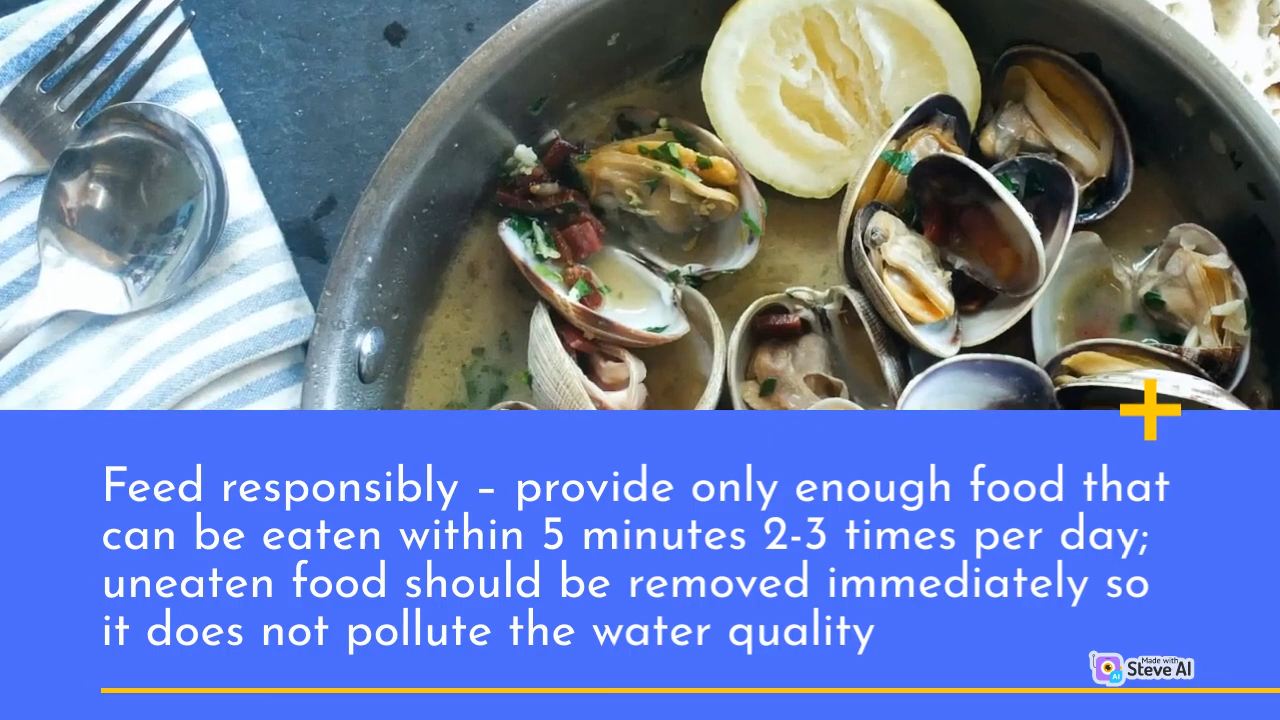 Feed responsibly – provide only enough food that
can be eaten within 5 minutes 2-3 times per day;
uneaten food should be removed immediately so
it does not pollute the water quality
Made with
Steve AI
AI